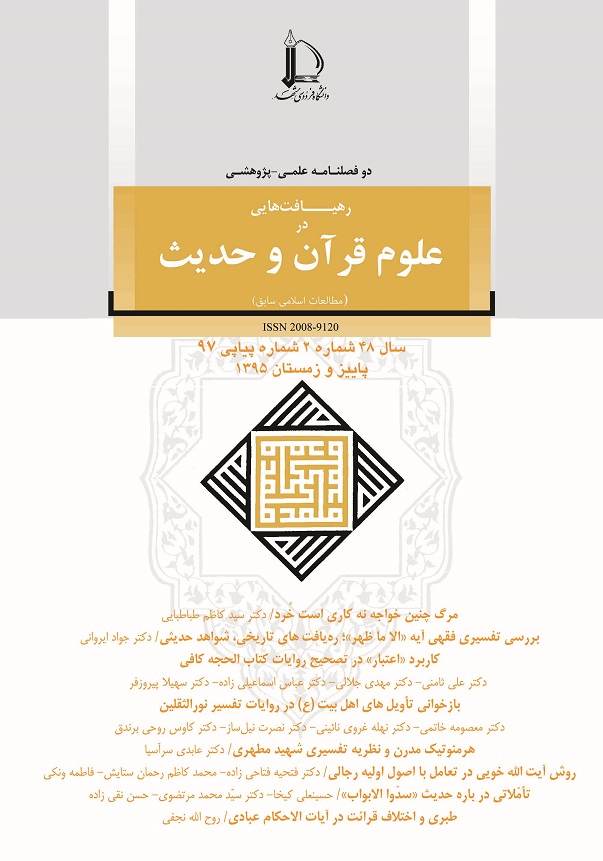 دانشگاه فردوسی مشهد
دو فصلنامه علمی-پژوهشی
رهیـافت‌هایی
در
علوم قرآن و حدیث
(مطالعات اسلامی سابق)
ISSN 2008-9120
سال ۴۸ شماره ۲ شماره پیاپی ۹۷
پاییز و زمستان ۱۳۹۵
مرگ چنین خواجه نه کاری است خُرد/ دکتر سید کاظم طباطبایی
بررسی تفسیری فقهی آیه «الا ما ظهر»؛ ره‌یافت های تاریخی، شواهد حدیثی/ دکتر جواد ایروانی
کاربرد «اعتبار» در تصحیح روایات کتاب الحجه کافی
دکتر علی ثامنی- دکتر مهدی جلالی- دکتر عباس اسماعیلی زاده- دکتر سهیلا پیروزفر
بازخوانی تأویل های اهل بیت (ع) در روایات تفسیر نورالثقلین
دکتر معصومه خاتمی- دکتر نهله غروی نائینی- دکتر نصرت نیل‌ساز- دکتر کاوس روحی برندق
هرمنوتیک مدرن و نظریه تفسیری شهید مطهری/ دکتر عابدی سرآسیا
روش آیت الله خویی در تعامل با اصول اولیه رجالی/ دکتر فتحیه فتاحی زاده- محمد کاظم رحمان ستایش- فاطمه ونکی
تأمّلاتی در باره حدیث «سدّوا الابواب»/ حسینعلی کیخا- دکتر سیّد محمد مرتضوی- حسن نقی زاده
طبری و اختلاف قرائت در آیات الاحکام عبادی/ روح الله نجفی